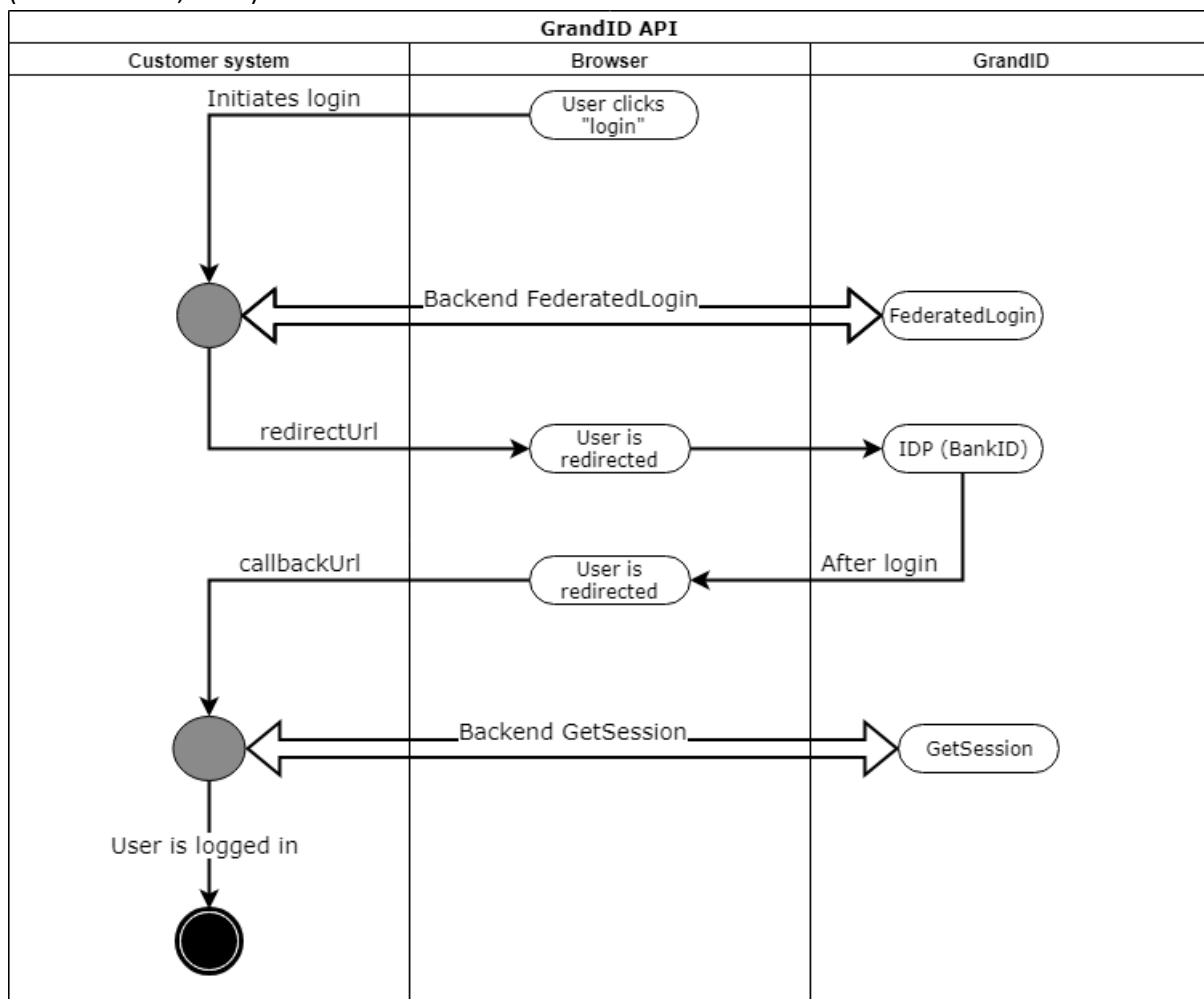 GrandID API
Customer system
Browser
GrandID
Initiates login
User clicks
"login"
Backend FederatedLogin
FederatedLogin
redirectUrl
User is
redirected
IDP (BankID)
callbackUrl
User is
redirected
After login
Backend GetSession
GetSession
User is logged in